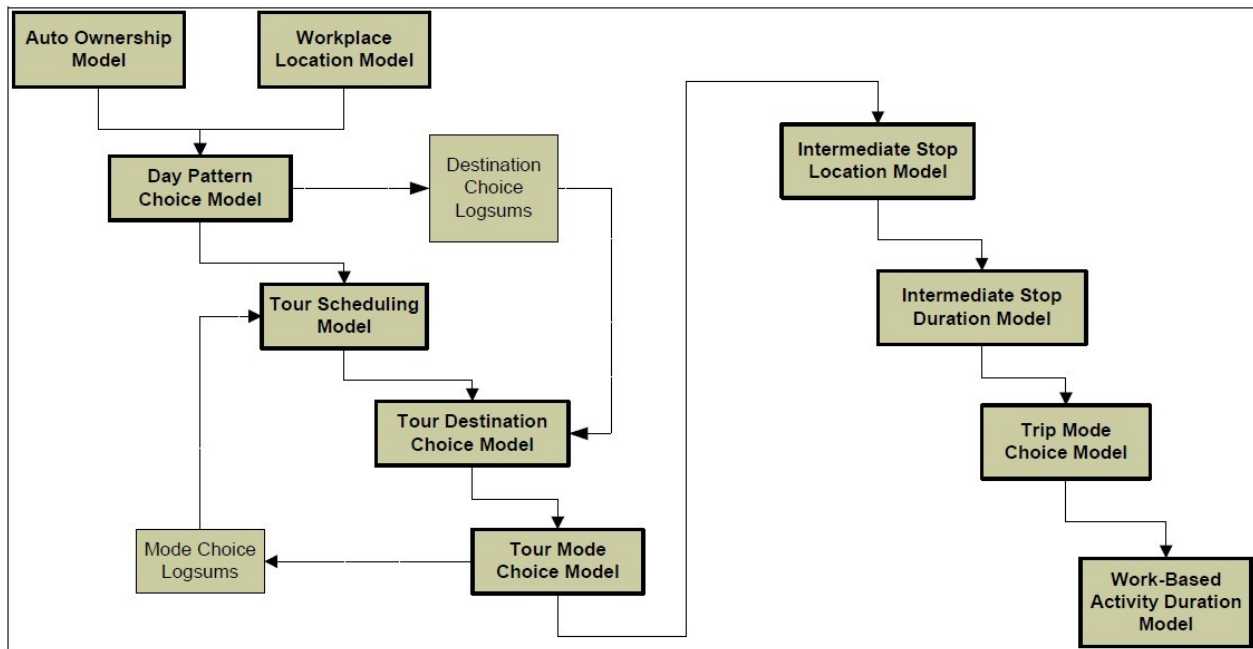 Auto Ownership
Model
Workplace
Location Model
Day Pattern
Choice Model
Destination
Choice
Logsums
Tour Scheduling
Model
Tour Destination
Choice Model
Mode Choice
Logsums
Tour Mode
Choice Model
Intermediate Stop
Location Model
Intermediate Stop
Duration Model
Trip Mode
Choice Model
Work-Based
Activity Duration
Model